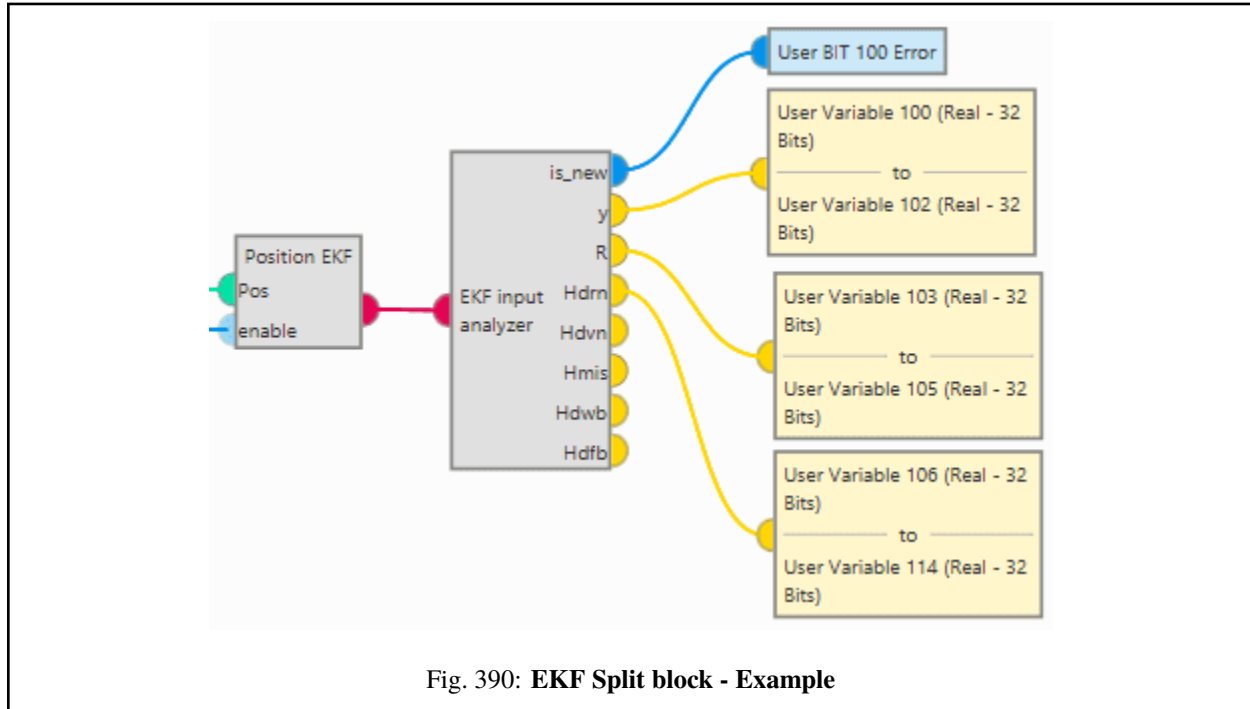 Position EKF
Pos
enable
EKF input
analyzer
is_new
y
R
Hdrn
Hdvn
Hmis
Hdwb
Hdfb
User BIT 100 Error
User Variable 100 (Real - 32
Bits)
to
User Variable 102 (Real - 32
Bits)
User Variable 103 (Real - 32
Bits)
to
User Variable 105 (Real - 32
Bits)
User Variable 106 (Real - 32
Bits)
to
User Variable 114 (Real - 32
Bits)
Fig. 390: EKF Split block - Example